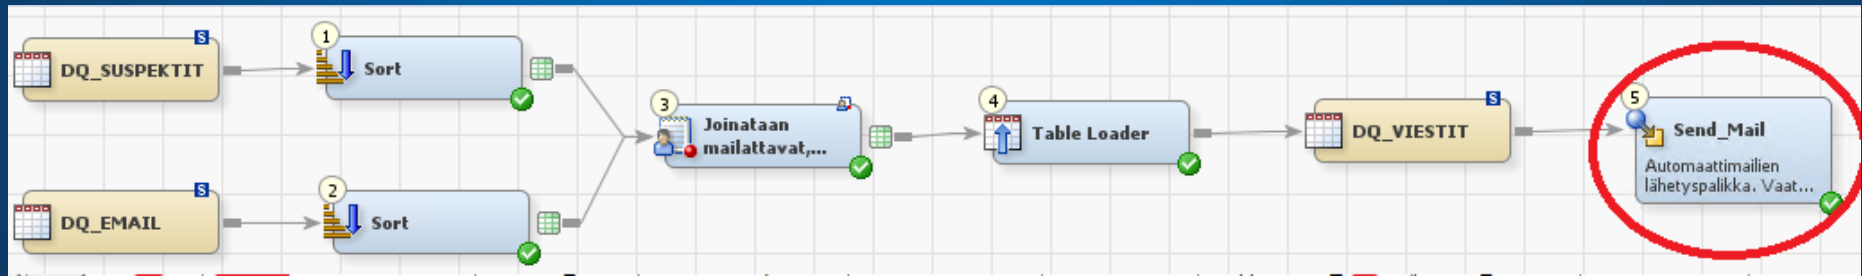 S
DQ_SUSPEKTIT
1
Sort
S
DQ_EMAIL
2
Sort
3
Joinataan
mailattavat,...
4
Table Loader
S
DQ_VIESTIT
5
Send_Mail
Automaattimailien
lähetyspalikka. Vaat...